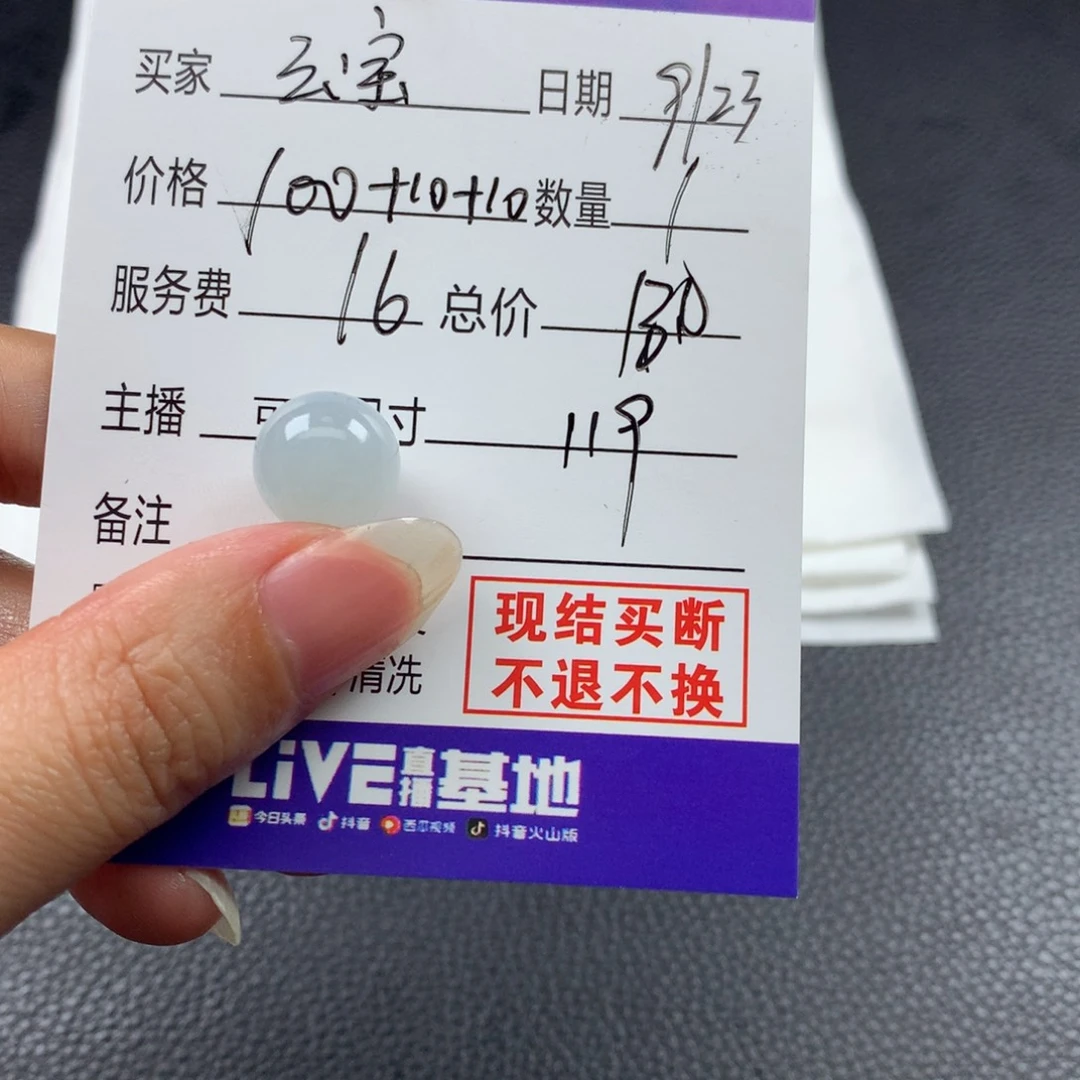 买家 云宝 日期 9/23
价格 100+10+10 数量 1
服务费 16 总价
主播 寸 119
备注
清洗
现结买断
不退不换
LiVE直播基地
今日头条 抖音 西瓜视频 抖音火山版